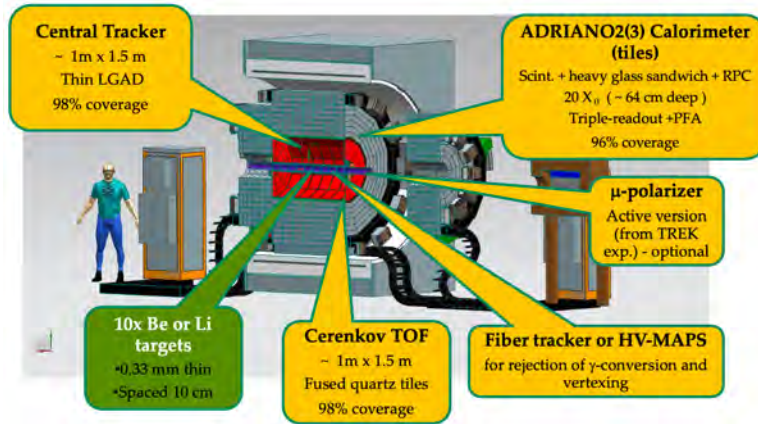 Central Tracker
~ 1m x 1.5 m
Thin LGAD
98% coverage
ADRIANO2(3) Calorimeter
(tiles)
Scint. + heavy glass sandwich + RPC
20 X₀ ( ~ 64 cm deep )
Triple-readout +PFA
96% coverage
μ-polarizer
Active version
(from TREK
exp.) - optional
10x Be or Li
targets
•0.33 mm thin
•Spaced 10 cm
Cerenkov TOF
~ 1m x 1.5 m
Fused quartz tiles
98% coverage
Fiber tracker or HV-MAPS
for rejection of γ-conversion and
vertexing